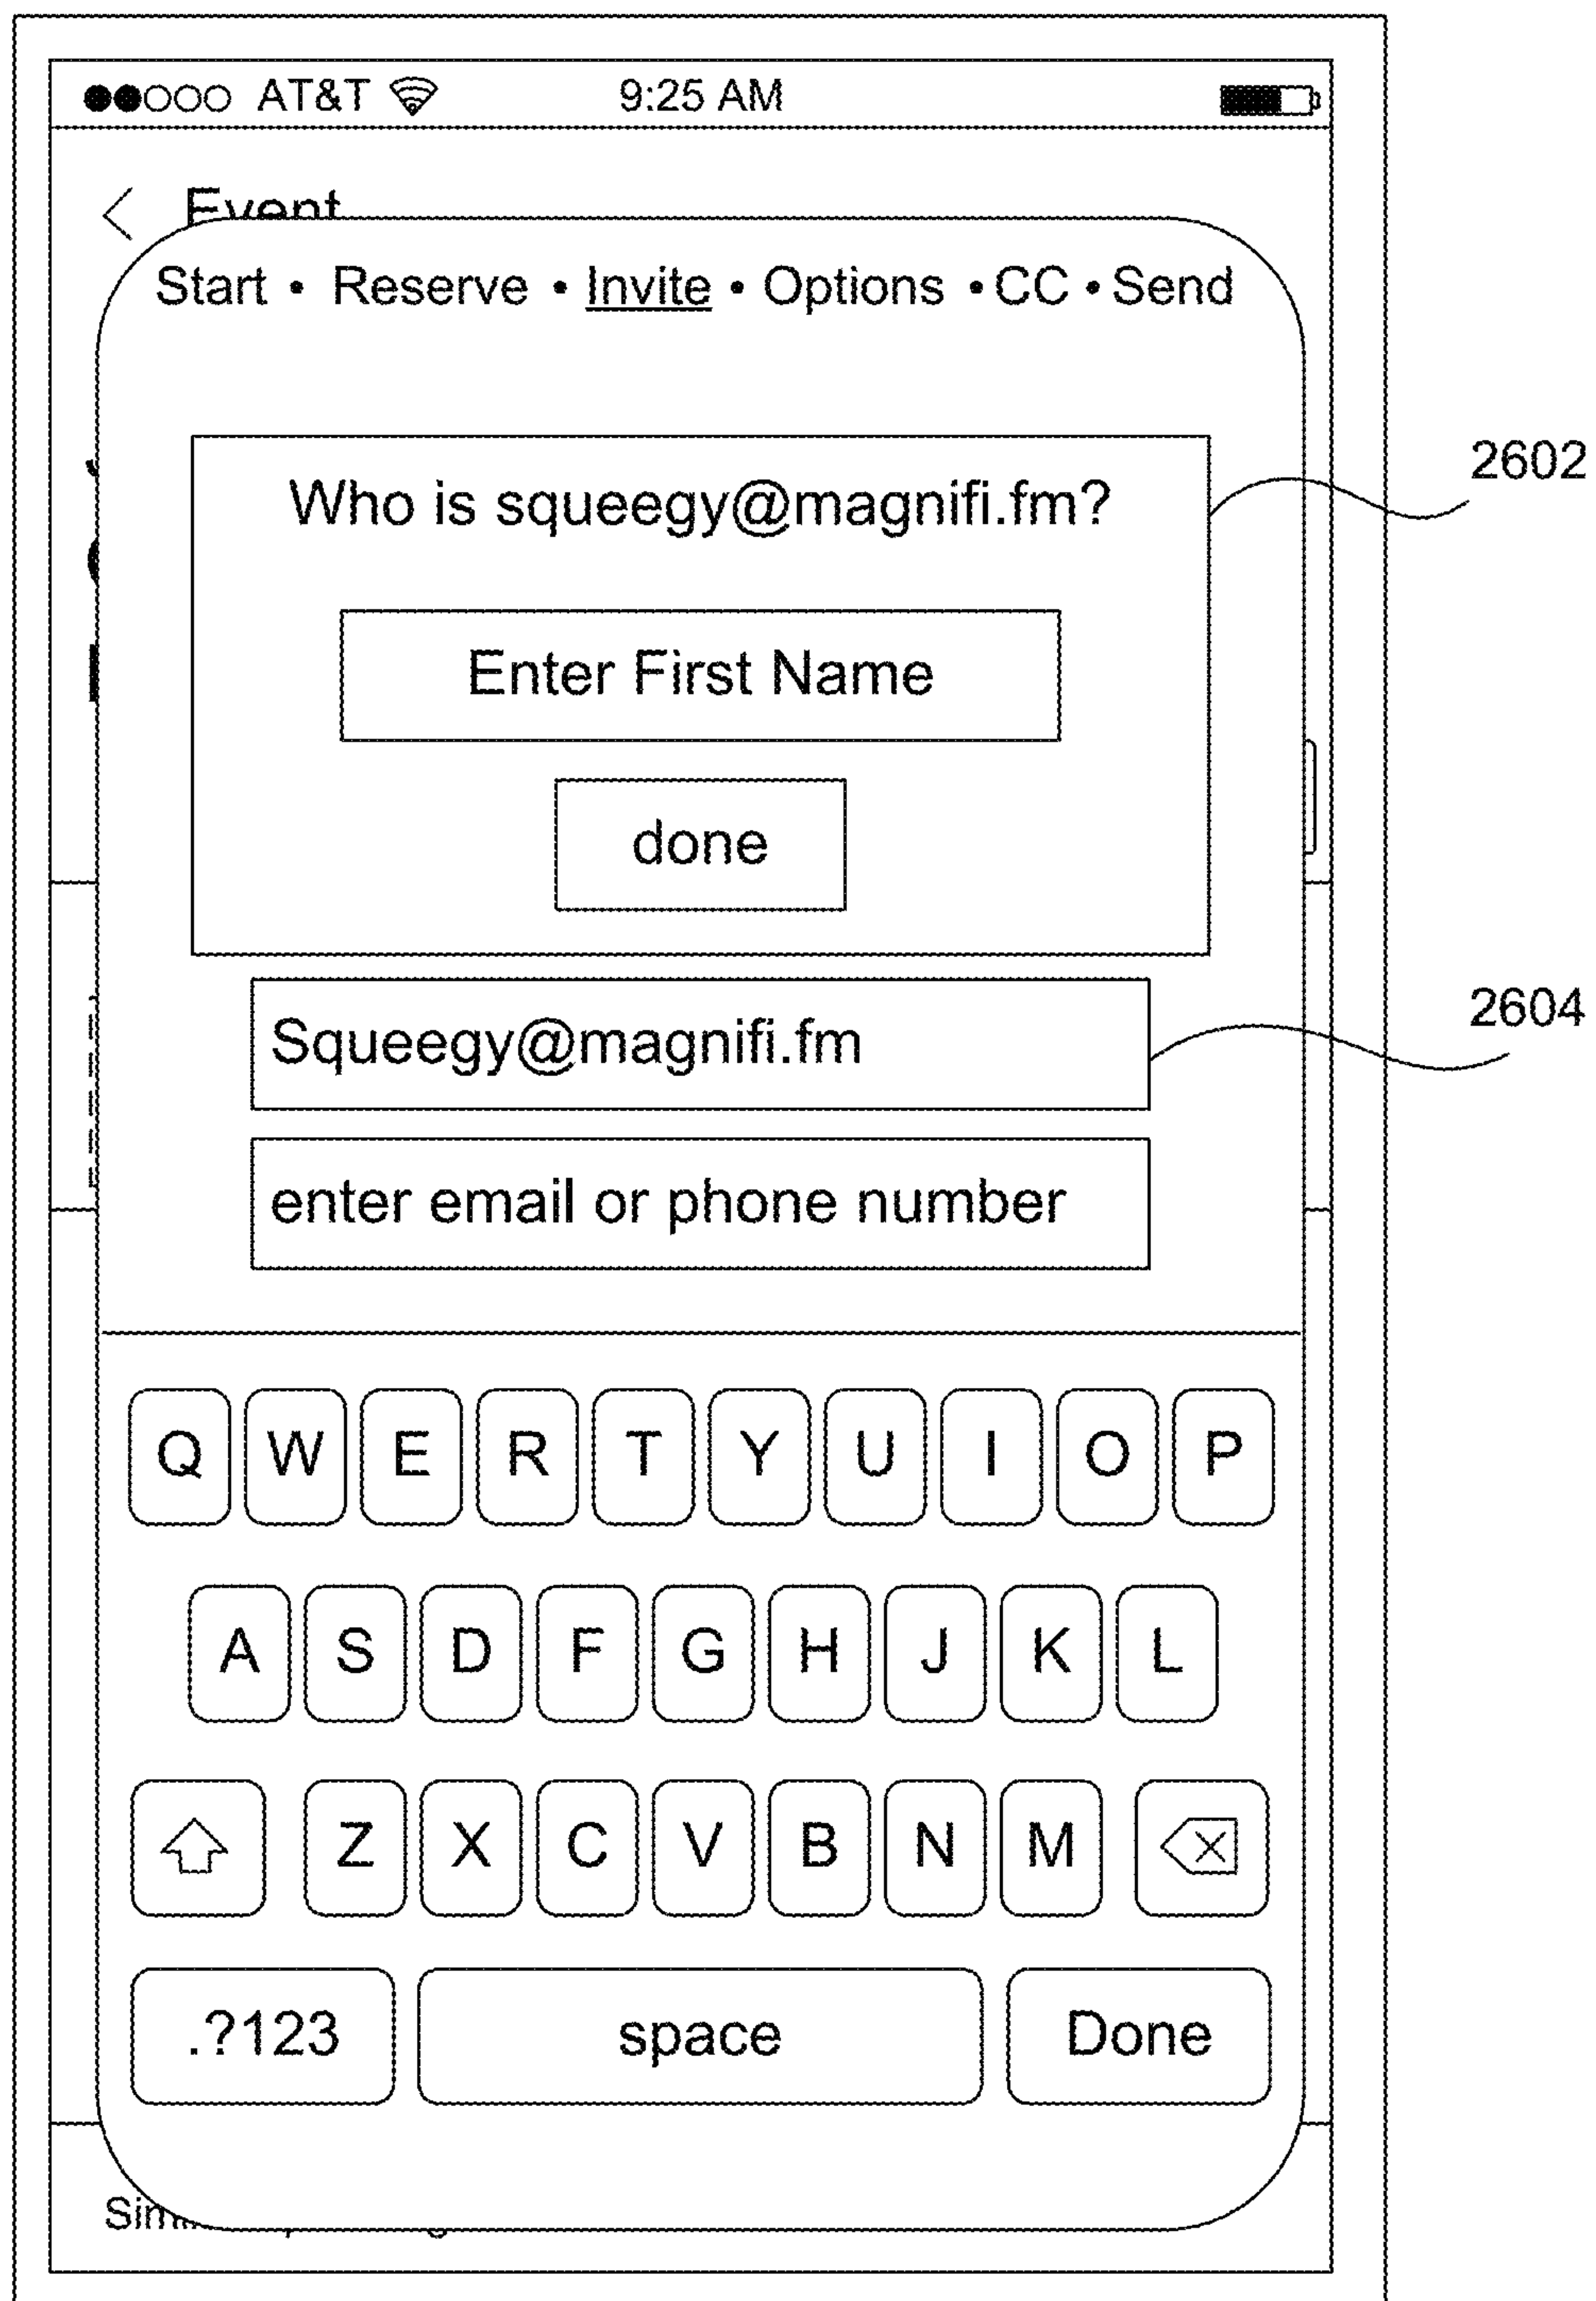 AT&T 9:25 AM
Event
Start • Reserve • Invite • Options • CC • Send
2602
Who is squeegy@magnifi.fm?
Enter First Name
done
2604
Squeegy@magnifi.fm
enter email or phone number
Q W E R T Y U I O P
A S D F G H J K L
Z X C V B N M
.?123 space Done